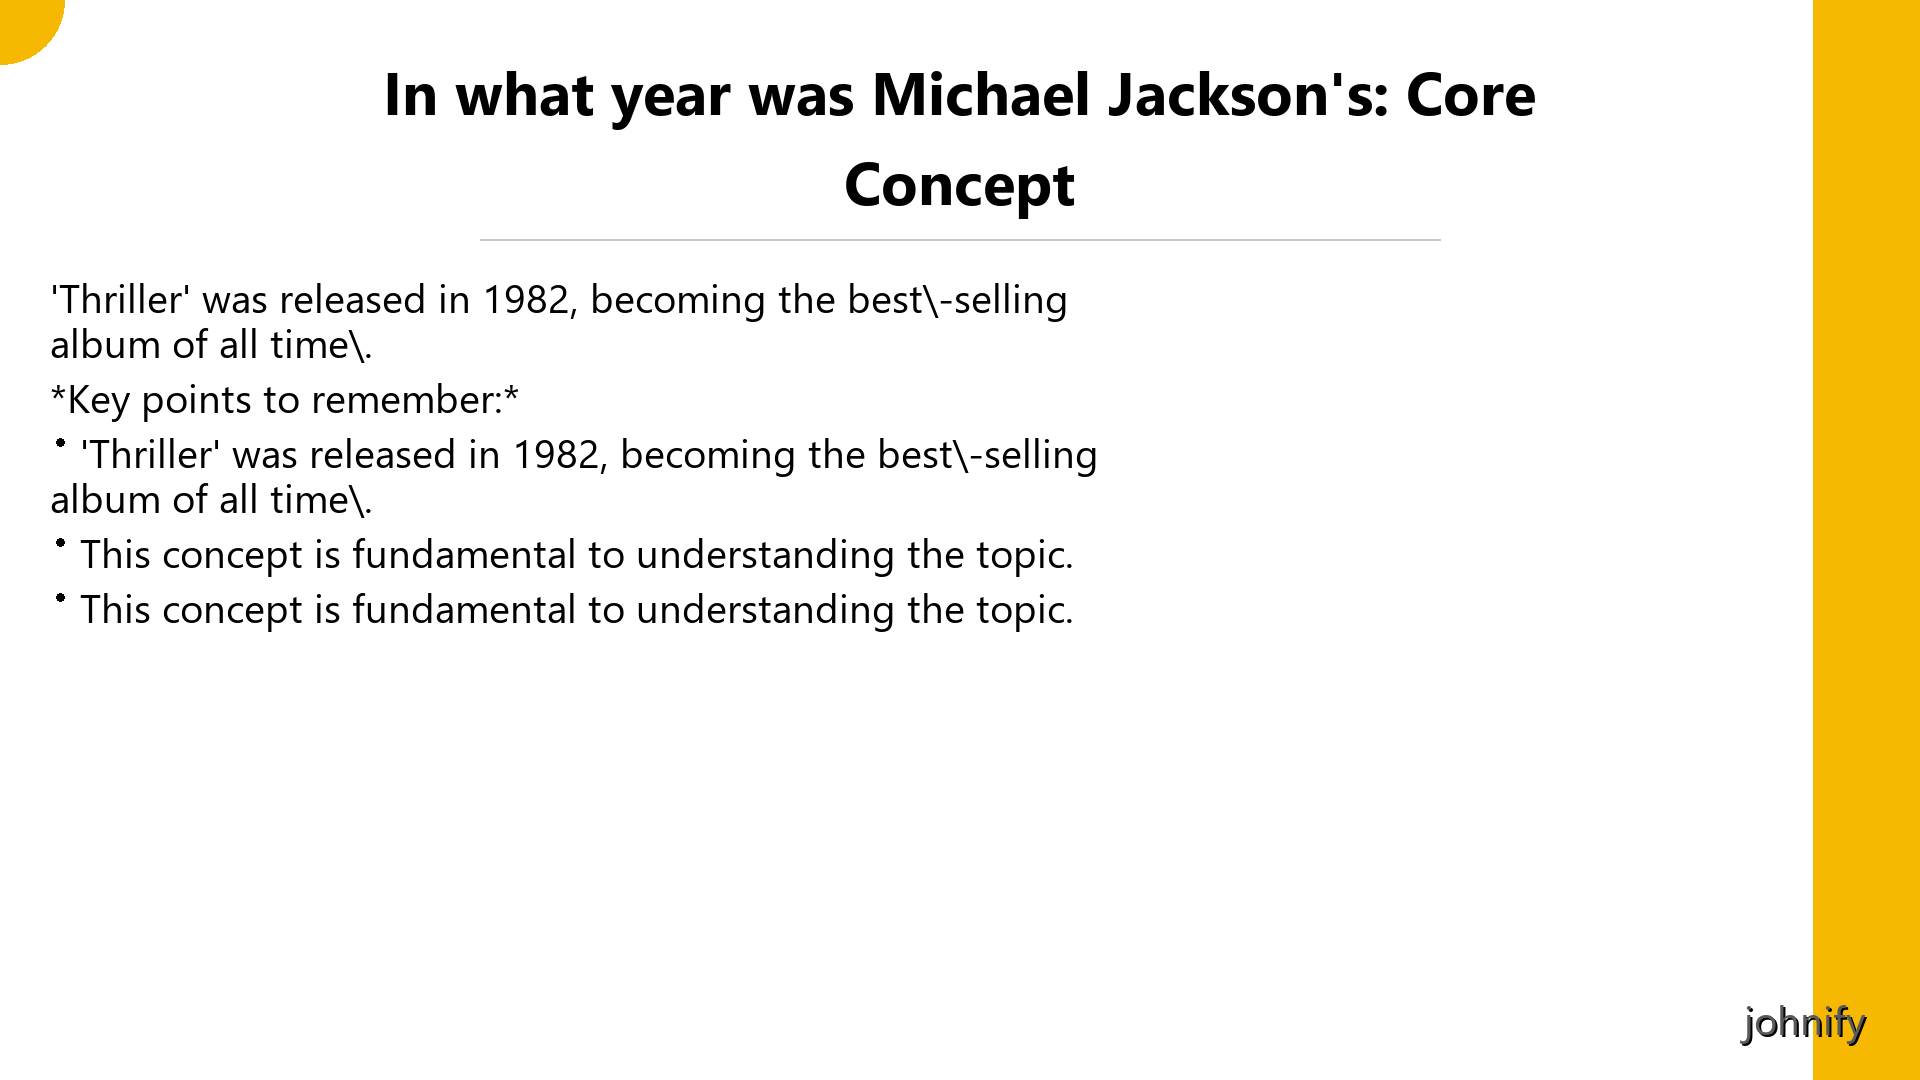 In what year was Michael Jackson's: Core
Concept
'Thriller' was released in 1982, becoming the best\-selling
album of all time\.
*Key points to remember:*
• 'Thriller' was released in 1982, becoming the best\-selling
album of all time\.
• This concept is fundamental to understanding the topic.
• This concept is fundamental to understanding the topic.
johnify